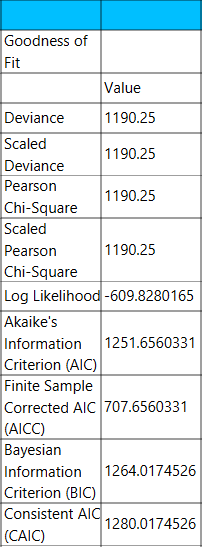 Goodness of
Fit
Value
Deviance 1190.25
Scaled
Deviance 1190.25
Pearson
Chi-Square 1190.25
Scaled
Pearson
Chi-Square 1190.25
Log Likelihood -609.8280165
Akaike's
Information
Criterion (AIC) 1251.6560331
Finite Sample
Corrected AIC
(AICC) 707.6560331
Bayesian
Information
Criterion (BIC) 1264.0174526
Consistent AIC
(CAIC) 1280.0174526